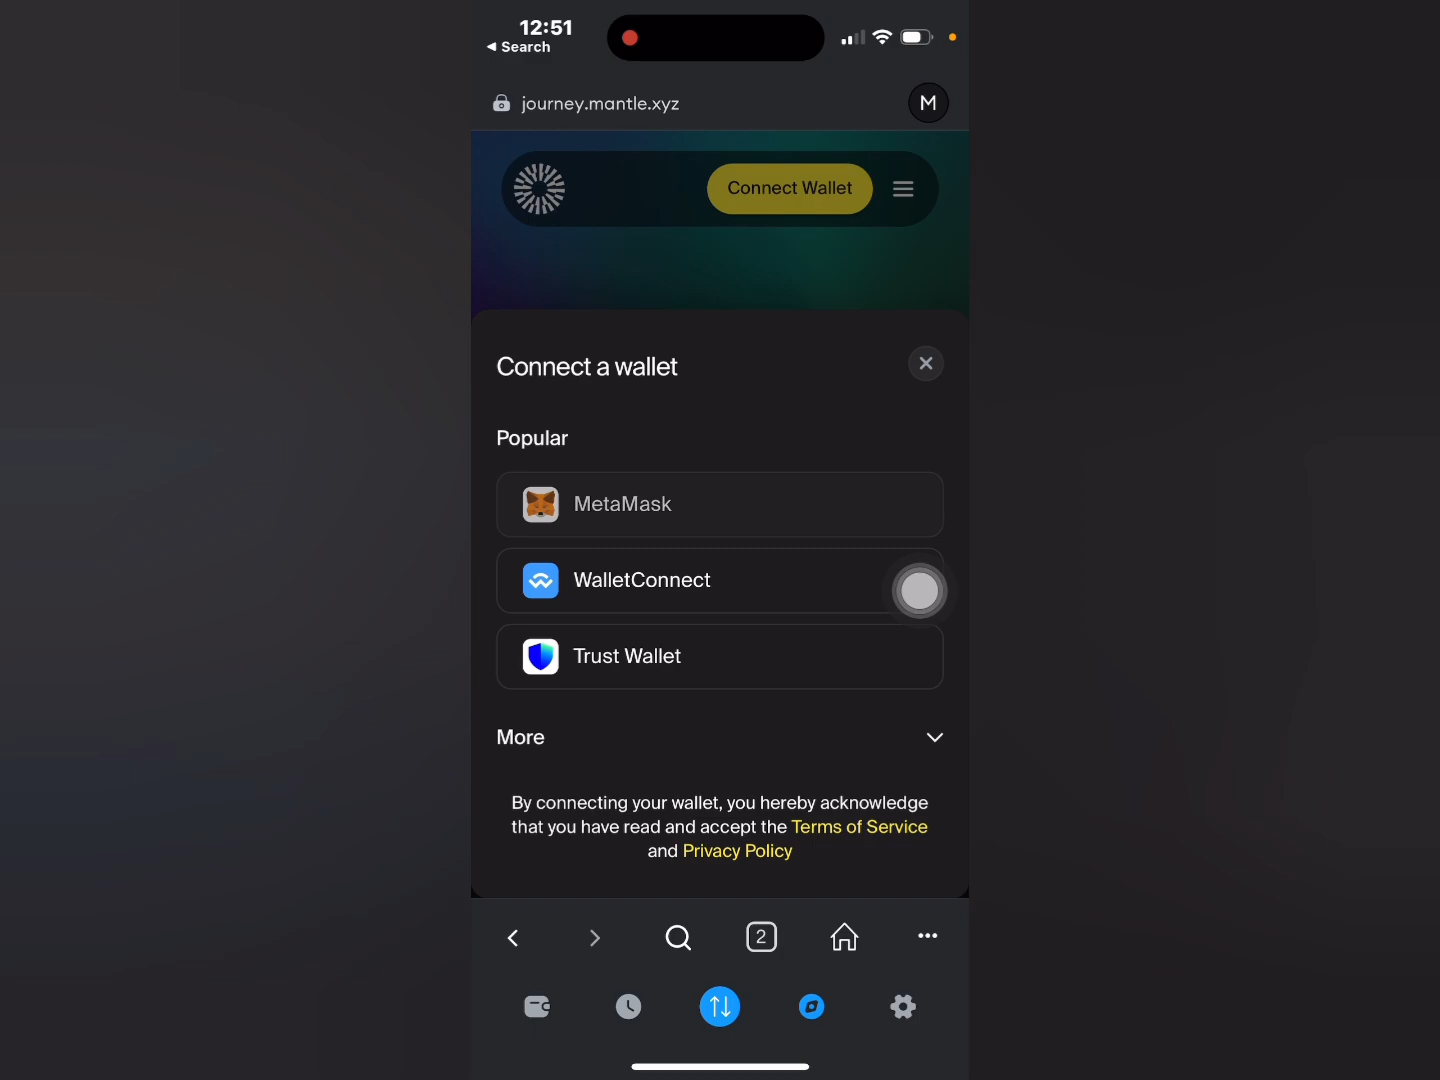 12:51
◀ Search
journey.mantle.xyz
M
Connect Wallet
Connect a wallet
Popular
MetaMask
WalletConnect
Trust Wallet
More
By connecting your wallet, you hereby acknowledge
that you have read and accept the Terms of Service
and Privacy Policy
2